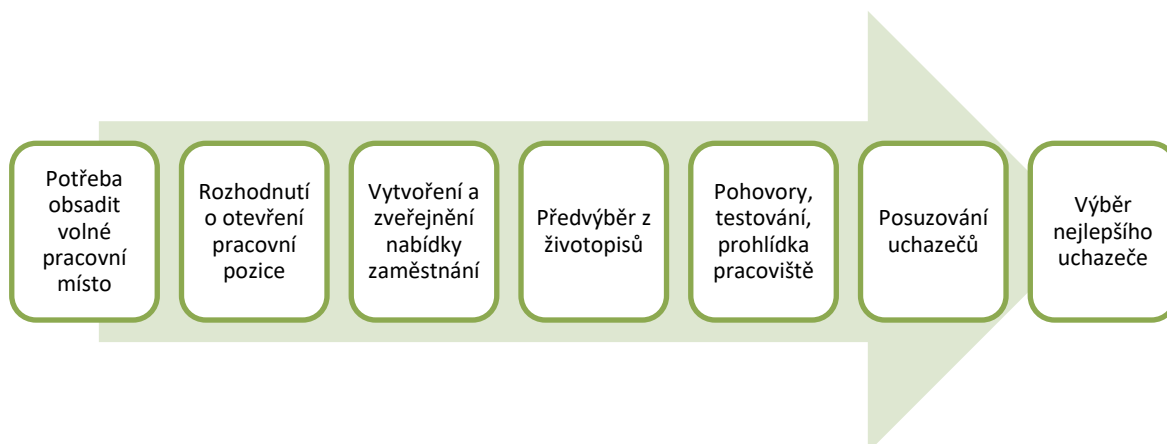 Potřeba
obsadit
volné
pracovní
místo
Rozhodnutí
o otevření
pracovní
pozice
Vytvoření a
zveřejnění
nabídky
zaměstnání
Předvýběr z
životopisů
Pohovory,
testování,
prohlídka
pracoviště
Posuzování
uchazečů
Výběr
nejlepšího
uchazeče